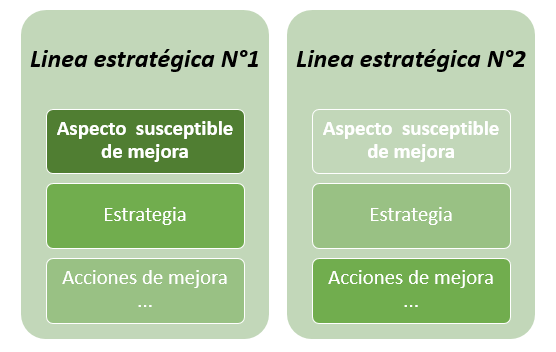 Linea estratégica N°1
Aspecto susceptible
de mejora
Estrategia
Acciones de mejora
...
Linea estratégica N°2
Aspecto susceptible
de mejora
Estrategia
Acciones de mejora
...